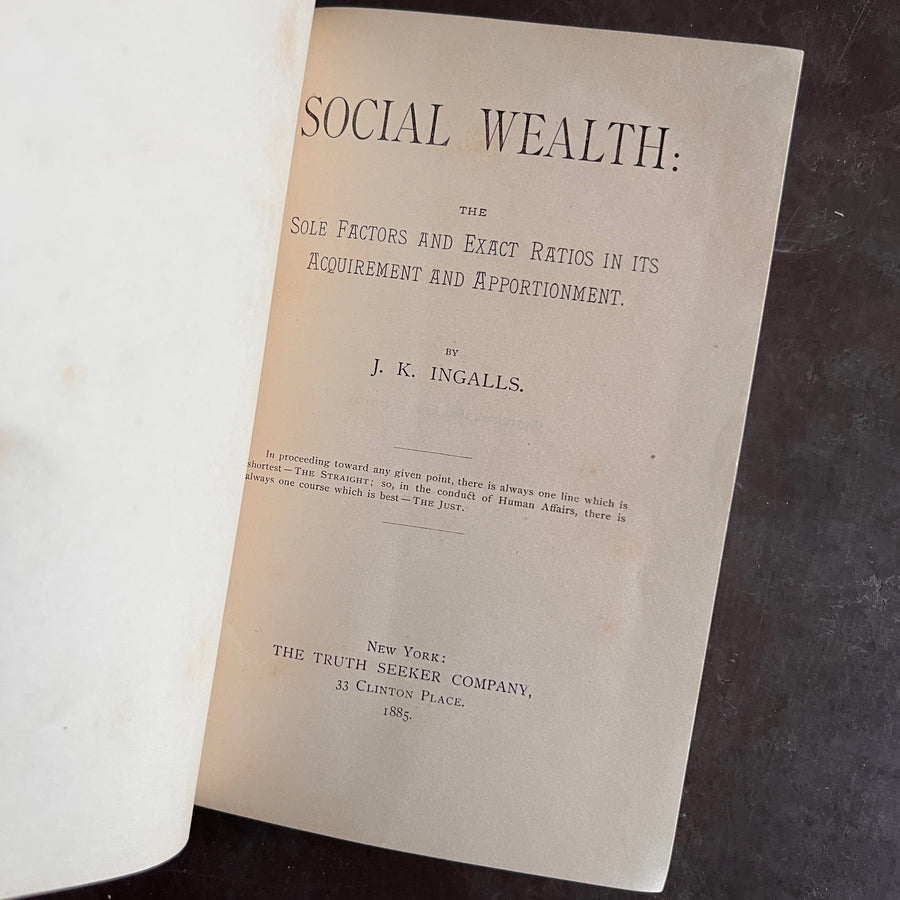 SOCIAL WEALTH:
THE
SOLE FACTORS AND EXACT RATIOS IN ITS
ACQUIREMENT AND APPORTIONMENT.
BY
J. K. INGALLS.
In proceeding toward any given point, there is always one line which is
shortest—THE STRAIGHT; so, in the conduct of Human Affairs, there is
always one course which is best—THE JUST.
NEW YORK:
THE TRUTH SEEKER COMPANY,
33 CLINTON PLACE.
1885.